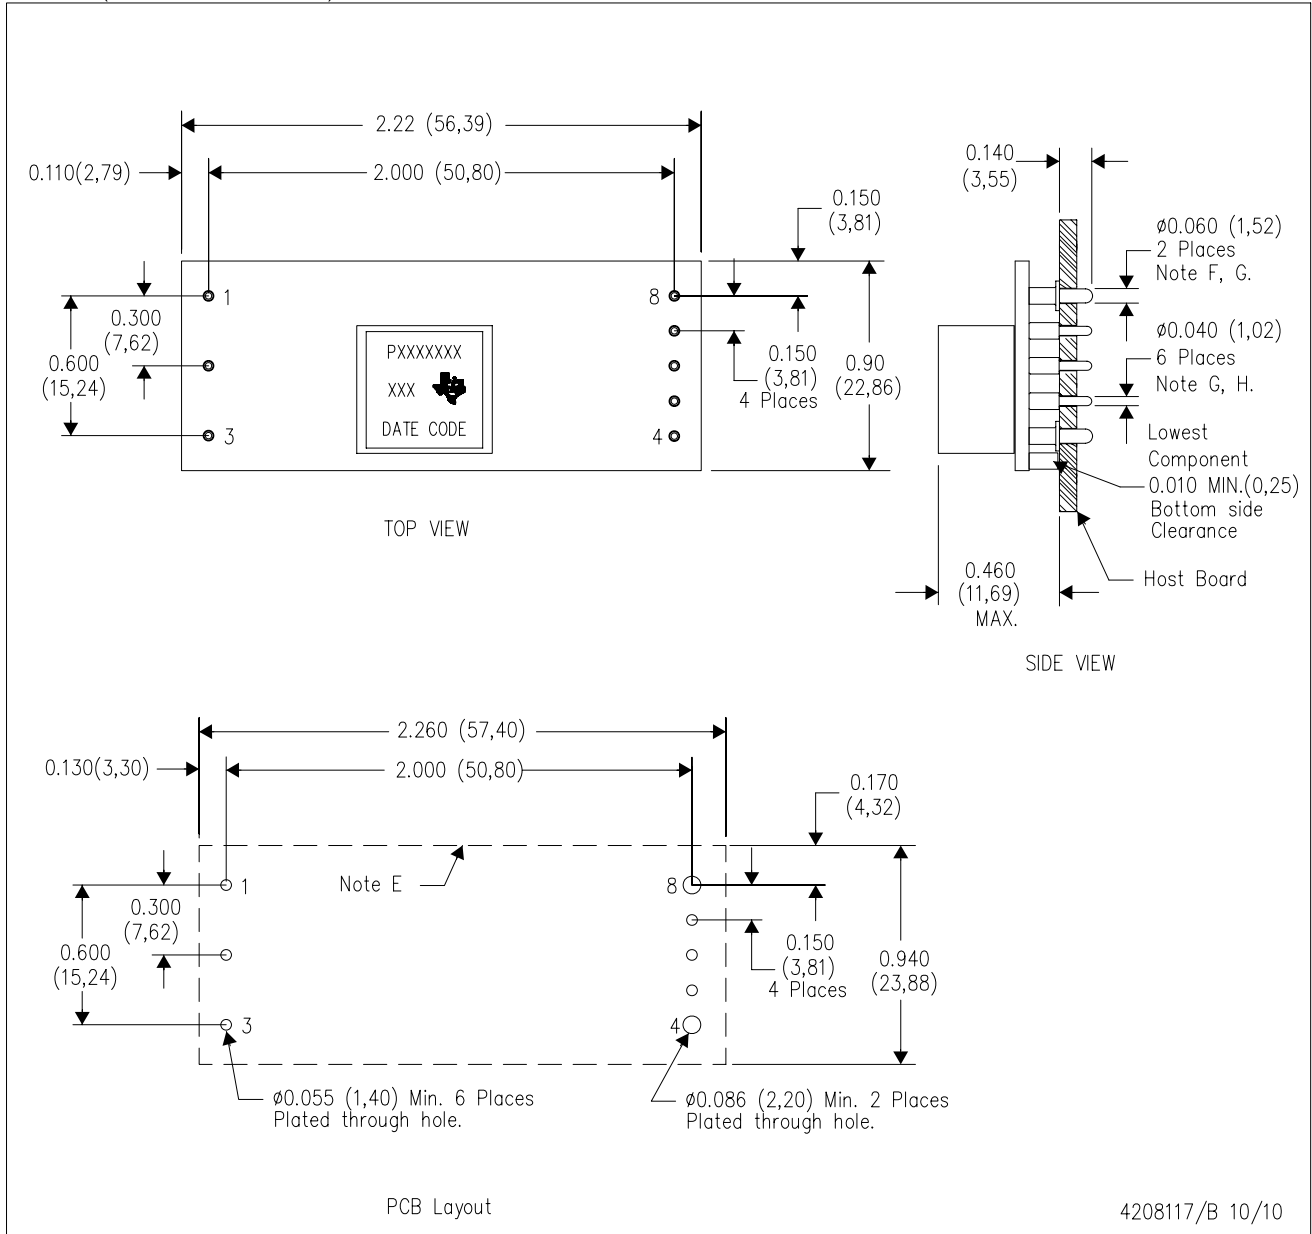 2.22 (56,39)
0.110(2,79)
2.000 (50,80)
0.150
(3,81)
1
8
0.300
(7,62)
0.600
(15,24)
PXXXXXXX
XXX
DATE CODE
0.150
(3,81)
4 Places
0.90
(22,86)
3
4
TOP VIEW
0.140
(3,55)
ø0.060 (1,52)
2 Places
Note F, G.
ø0.040 (1,02)
6 Places
Note G, H.
Lowest
Component
0.010 MIN.(0,25)
Bottom side
Clearance
0.460
(11,69)
MAX.
Host Board
SIDE VIEW
2.260 (57,40)
0.130(3,30)
2.000 (50,80)
0.170
(4,32)
Note E
1
8
0.300
(7,62)
0.600
(15,24)
0.150
(3,81)
4 Places
0.940
(23,88)
3
4
ø0.055 (1,40) Min. 6 Places
Plated through hole.
ø0.086 (2,20) Min. 2 Places
Plated through hole.
PCB Layout
4208117/B 10/10